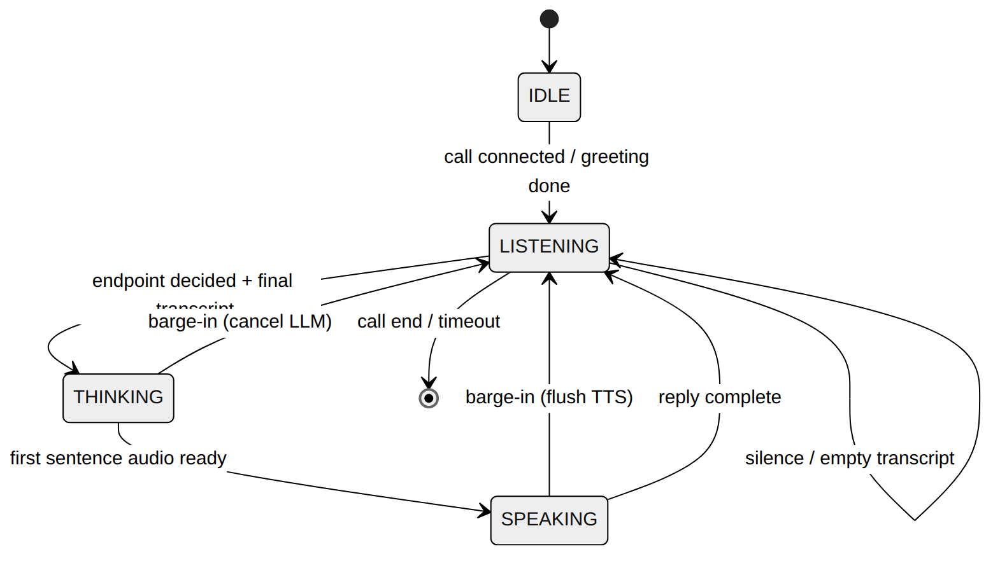 IDLE
call connected / greeting
done
LISTENING
endpoint decided + final
transcript
barge-in (cancel LLM)
call end / timeout
THINKING
barge-in (flush TTS)
reply complete
first sentence audio ready
silence / empty transcript
SPEAKING